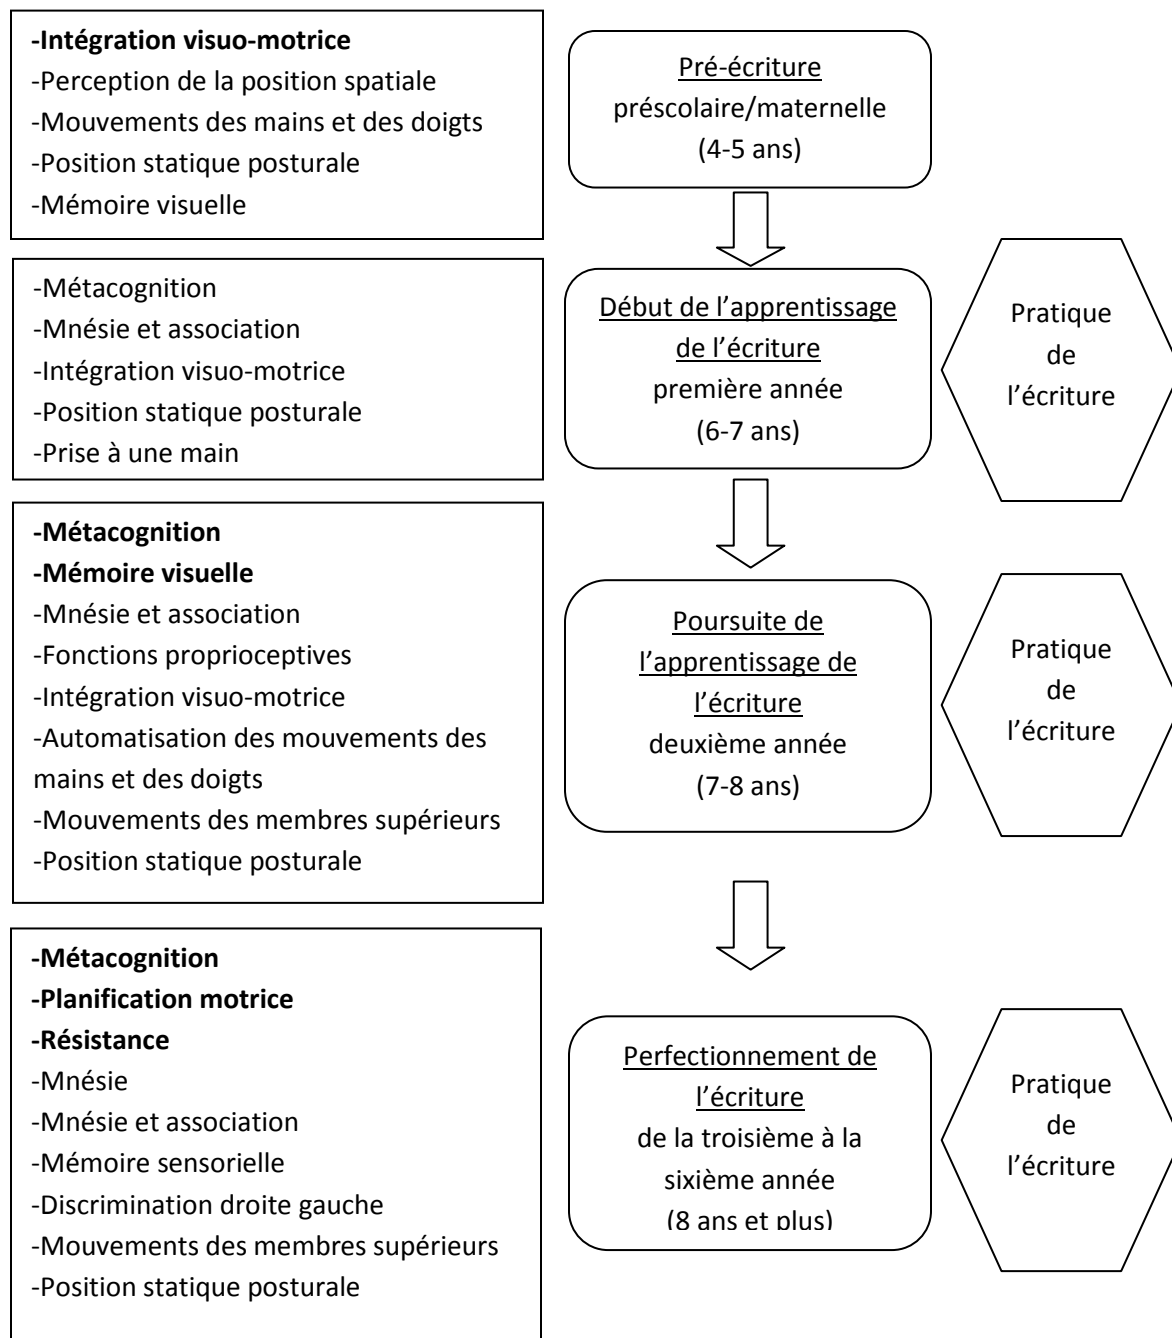 -Intégration visuo-motrice
-Perception de la position spatiale
-Mouvements des mains et des doigts
-Position statique posturale
-Mémoire visuelle
Pré-écriture
préscolaire/maternelle
(4-5 ans)
-Métacognition
-Mnésie et association
-Intégration visuo-motrice
-Position statique posturale
-Prise à une main
Début de l’apprentissage
de l’écriture
première année
(6-7 ans)
Pratique
de
l’écriture
-Métacognition
-Mémoire visuelle
-Mnésie et association
-Fonctions proprioceptives
-Intégration visuo-motrice
-Automatisation des mouvements des
mains et des doigts
-Mouvements des membres supérieurs
-Position statique posturale
Poursuite de
l’apprentissage de
l’écriture
deuxième année
(7-8 ans)
Pratique
de
l’écriture
-Métacognition
-Planification motrice
-Résistance
-Mnésie
-Mnésie et association
-Mémoire sensorielle
-Discrimination droite gauche
-Mouvements des membres supérieurs
-Position statique posturale
Perfectionnement de
l’écriture
de la troisième à la
sixième année
(8 ans et plus)
Pratique
de
l’écriture